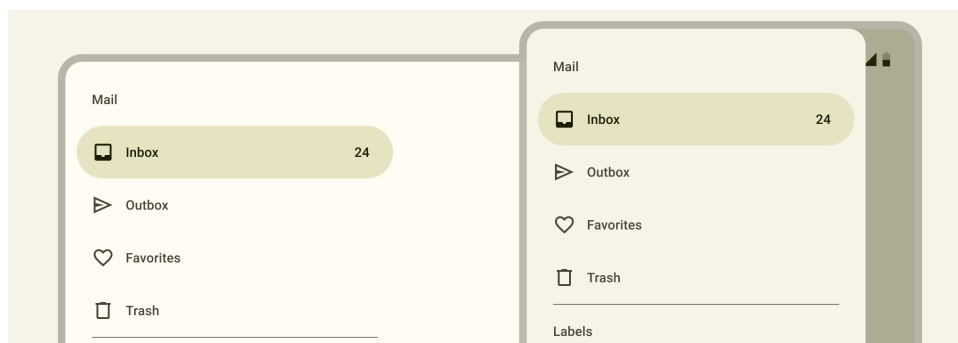 Mail
Inbox 24
Outbox
Favorites
Trash
Mail
Inbox 24
Outbox
Favorites
Trash
Labels